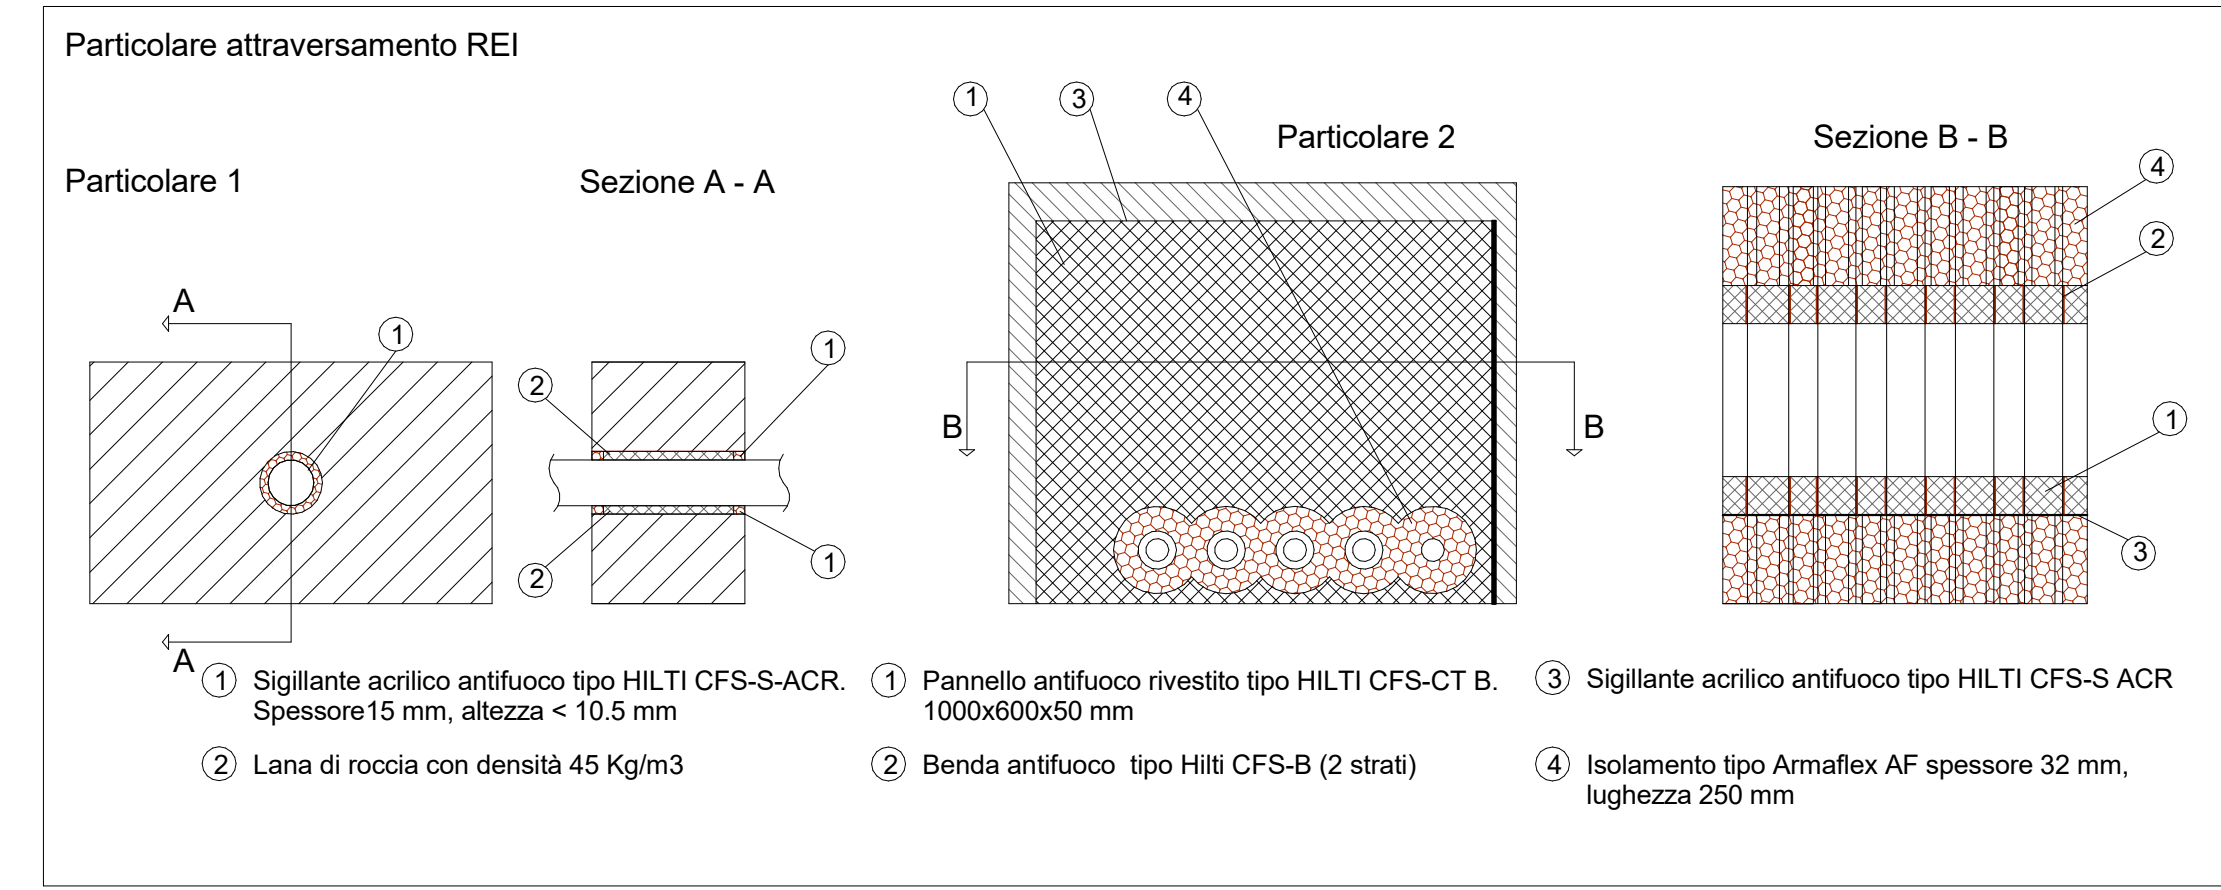 Particolare attraversamento REI
Particolare 1
Sezione A - A
Particolare 2
Sezione B - B
1
3
4
4
2
A
1
1
2
B
B
1
2
1
3
A
1 Sigillante acrilico antifuoco tipo HILTI CFS-S-ACR.
Spessore15 mm, altezza < 10.5 mm
2 Lana di roccia con densità 45 Kg/m3
1 Pannello antifuoco rivestito tipo HILTI CFS-CT B.
1000x600x50 mm
2 Benda antifuoco tipo Hilti CFS-B (2 strati)
3 Sigillante acrilico antifuoco tipo HILTI CFS-S ACR
4 Isolamento tipo Armaflex AF spessore 32 mm,
lughezza 250 mm